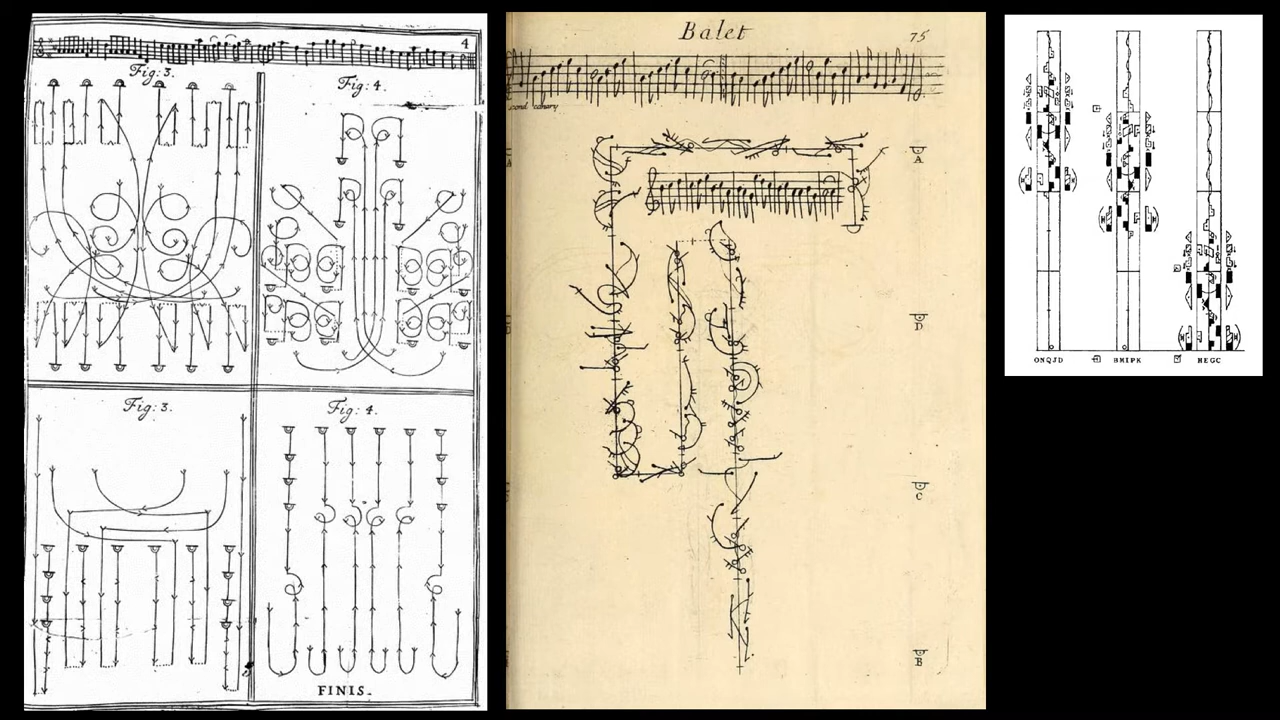 4
Fig: 3.
Fig: 4.
Fig: 3.
Fig: 4.
FINIS.
Balet
75
A
D
C
B
ONQJD
BMIPK
HEGC